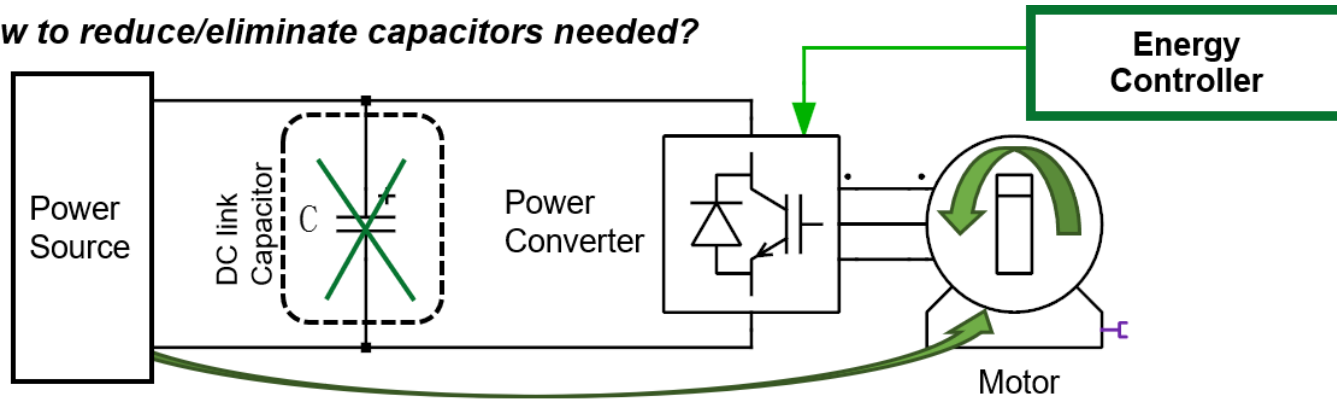 w to reduce/eliminate capacitors needed?
Energy
Controller
Power
Source
DC link
Capacitor
C
+
Power
Converter
Motor